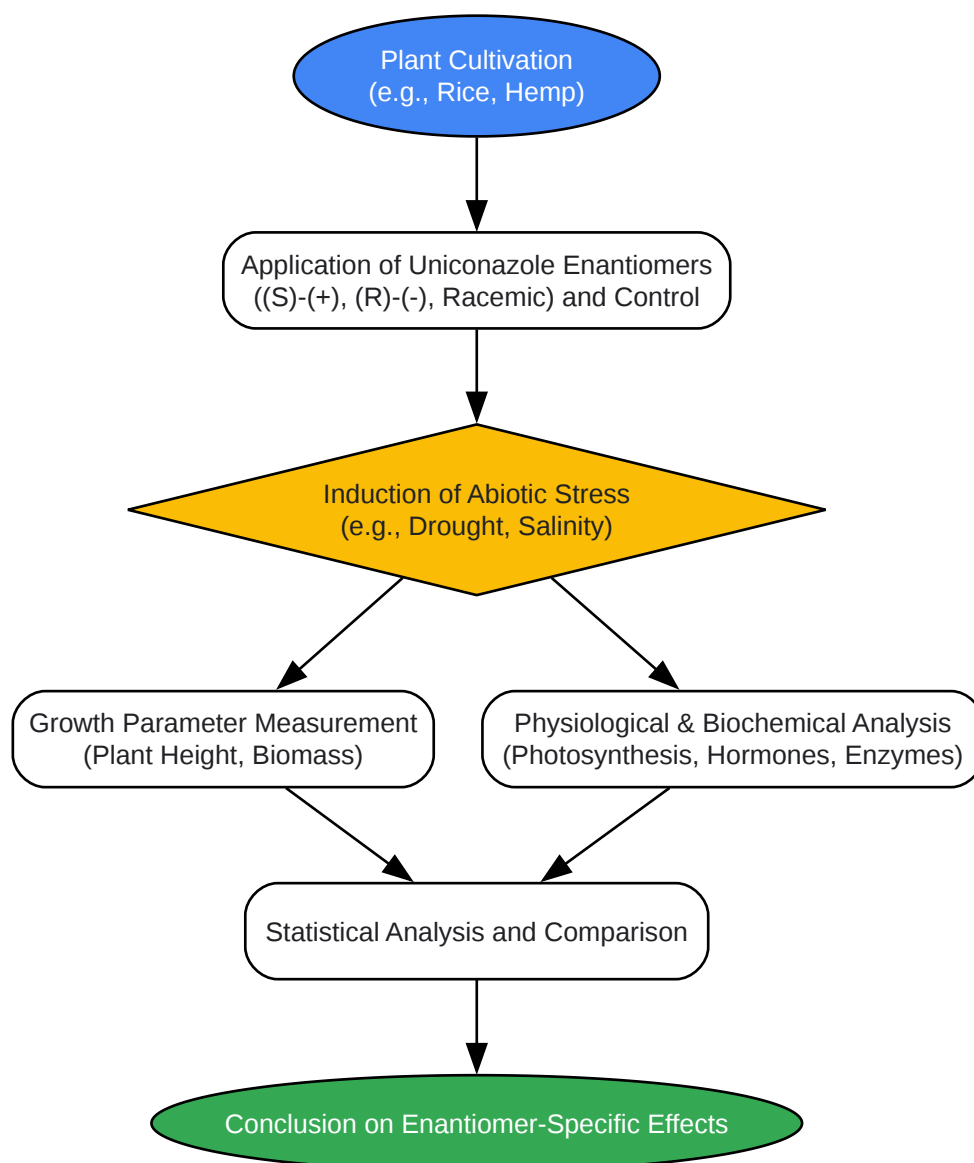 Plant Cultivation
(e.g., Rice, Hemp)
Application of Uniconazole Enantiomers
((S)-(+), (R)-(-), Racemic) and Control
Induction of Abiotic Stress
(e.g., Drought, Salinity)
Growth Parameter Measurement
(Plant Height, Biomass)
Physiological & Biochemical Analysis
(Photosynthesis, Hormones, Enzymes)
Statistical Analysis and Comparison
Conclusion on Enantiomer-Specific Effects